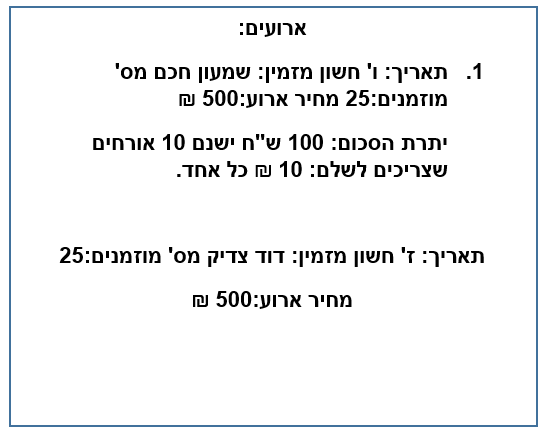 ארועים:
1. תאריך: ו' חשון מזמין: שמעון חכם מס'
מוזמנים:25 מחיר ארוע:500 ₪
יתרת הסכום: 100 ש"ח ישנם 10 אורחים
שצריכים לשלם: 10 ₪ כל אחד.
תאריך: ז' חשון מזמין: דוד צדיק מס' מוזמנים:25
מחיר ארוע:500 ₪